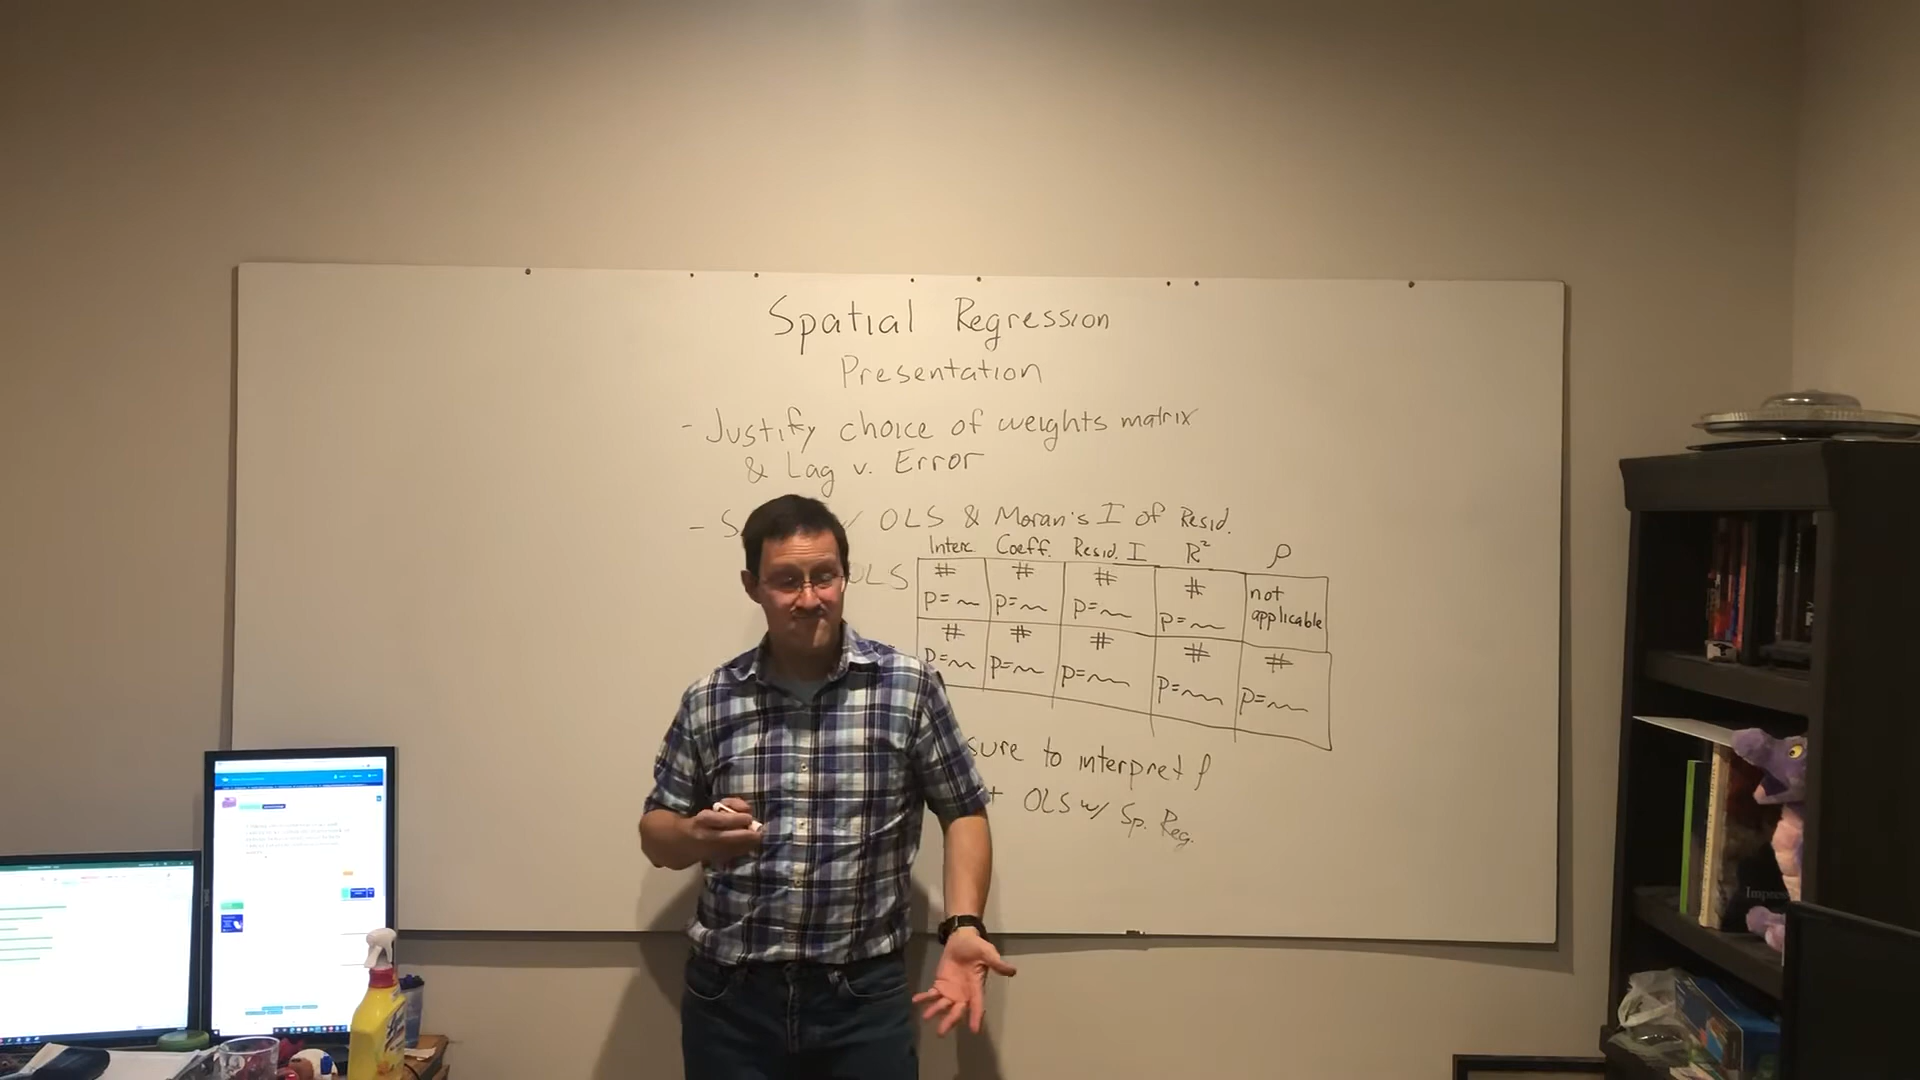 Spatial Regression
Presentation
- Justify choice of weights matrix
& Lag v. Error
- S w/ OLS & Moran's I of Resid.
Interc. Coeff. Resid. I R² ρ
OLS # # # # not applicable
p= p= p= p=
# # # # #
p= p= p= p= p=
sure to interpret ρ
OLS w/ Sp. Reg.